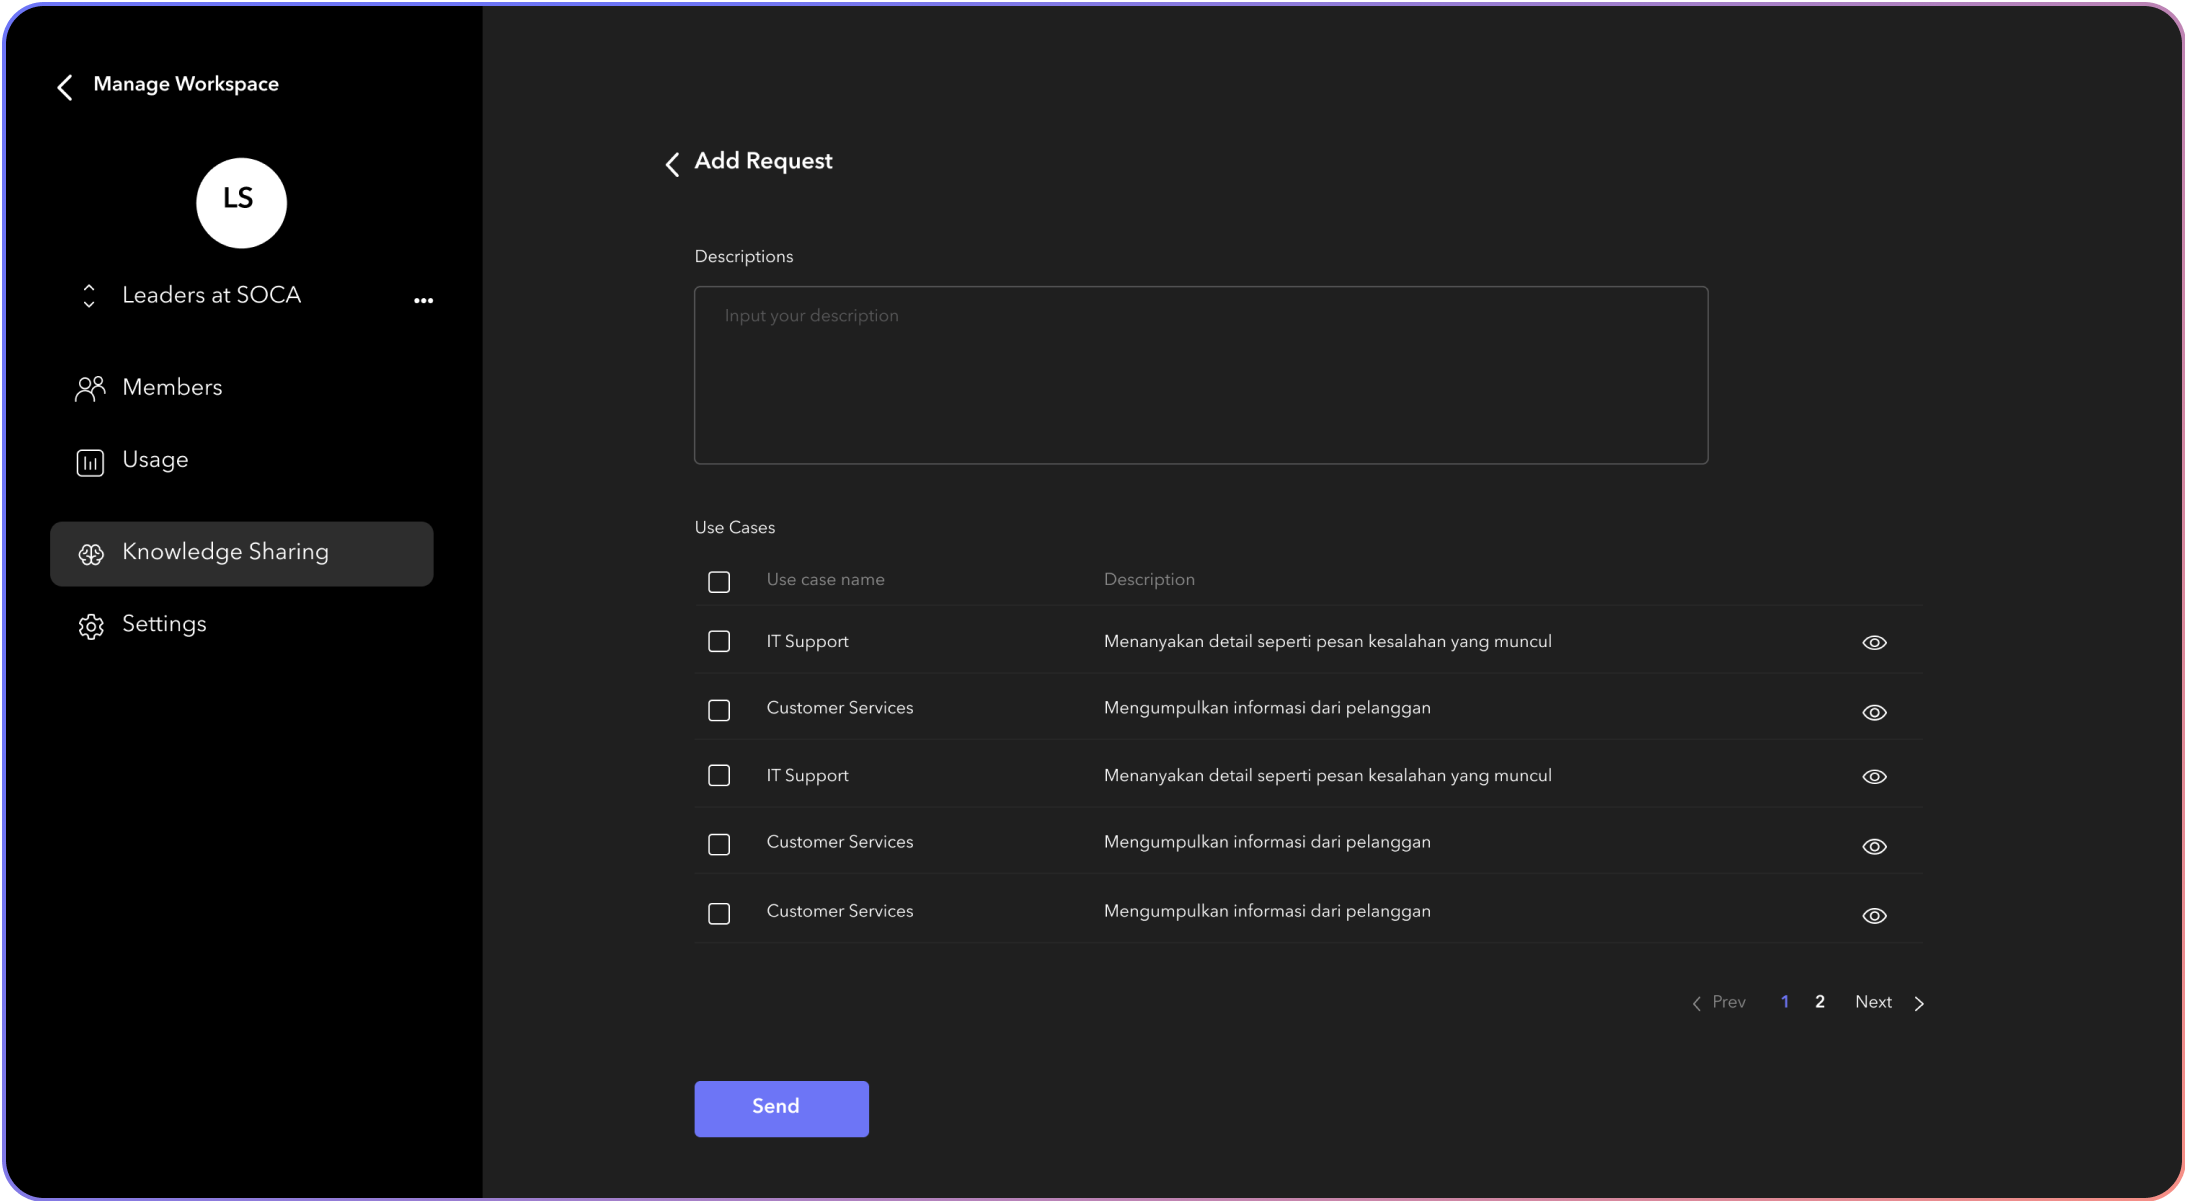 Manage Workspace
LS
Leaders at SOCA
Members
Usage
Knowledge Sharing
Settings
Add Request
Descriptions
Input your description
Use Cases
Use case name Description
IT Support Menanyakan detail seperti pesan kesalahan yang muncul
Customer Services Mengumpulkan informasi dari pelanggan
IT Support Menanyakan detail seperti pesan kesalahan yang muncul
Customer Services Mengumpulkan informasi dari pelanggan
Customer Services Mengumpulkan informasi dari pelanggan
Prev 1 2 Next
Send